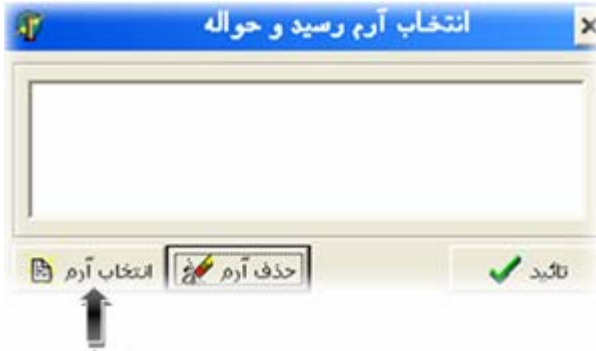 انتخاب آرم رسید و حواله
تائید
حذف آرم
انتخاب آرم